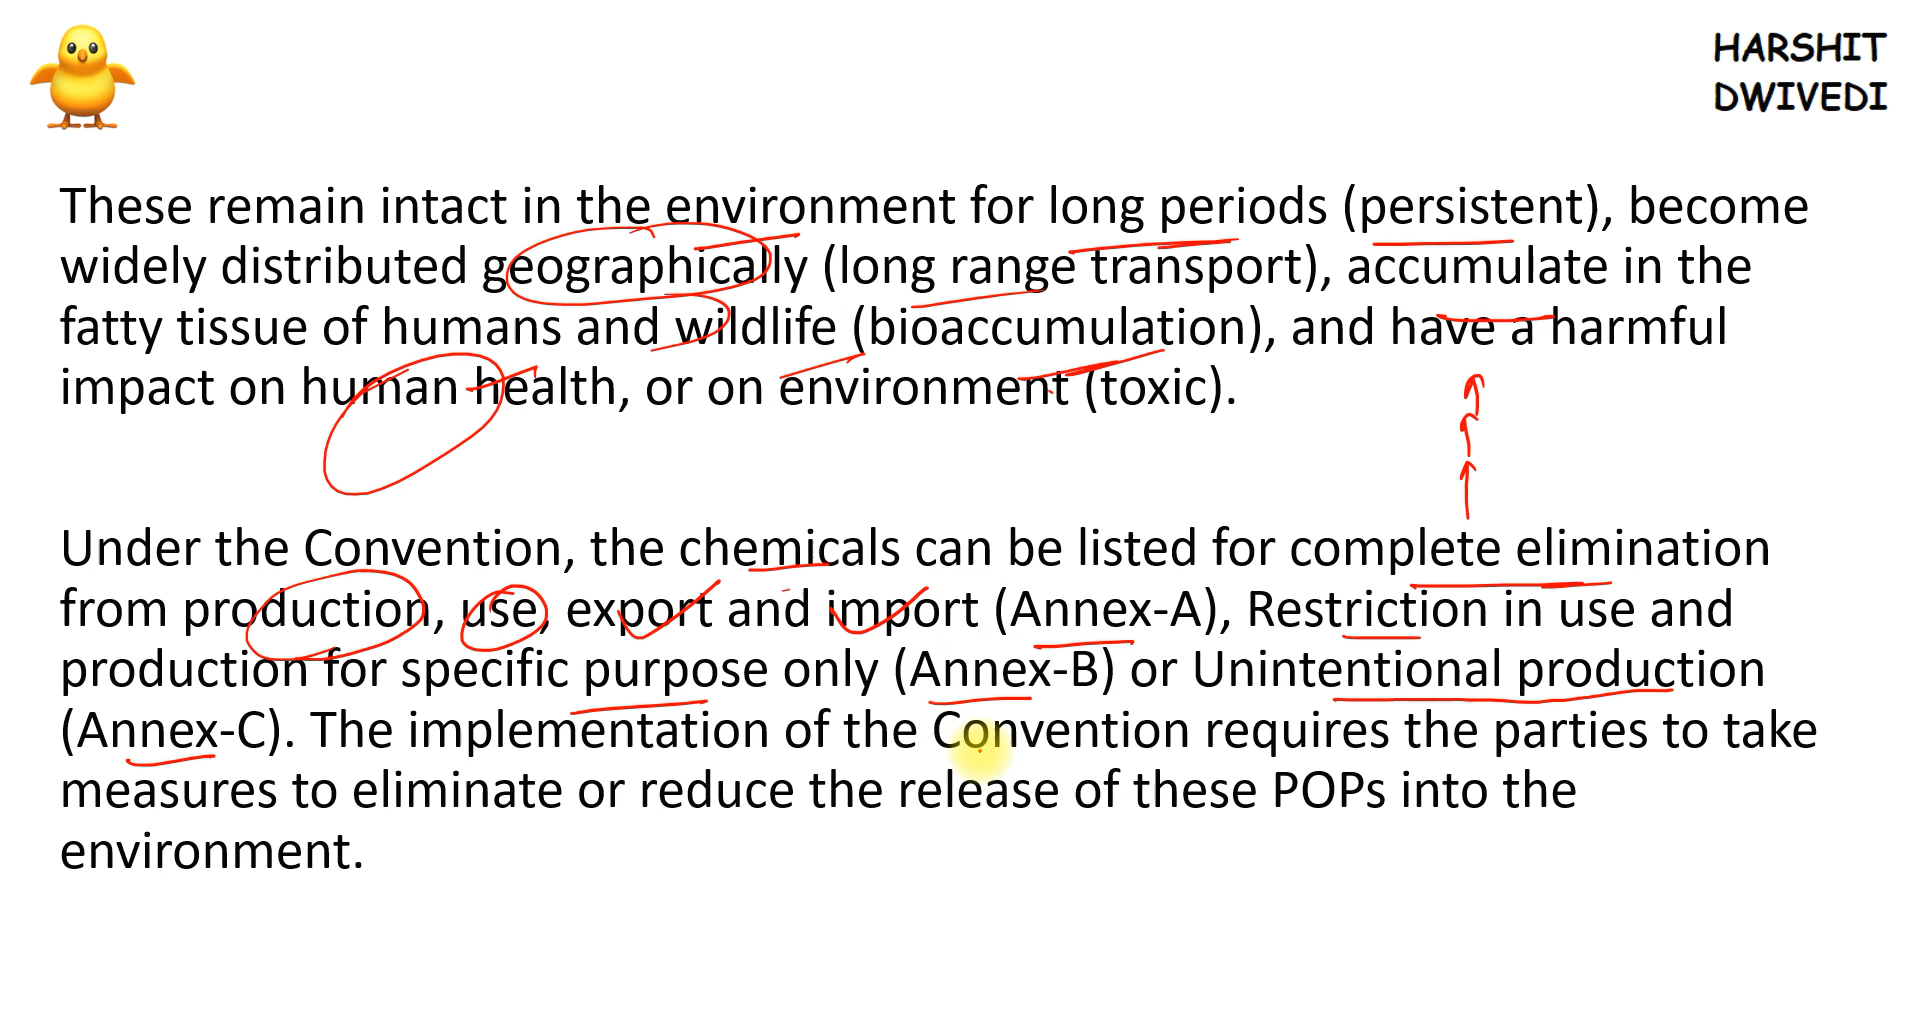 HARSHIT
DWIVEDI
These remain intact in the environment for long periods (persistent), become
widely distributed geographically (long range transport), accumulate in the
fatty tissue of humans and wildlife (bioaccumulation), and have a harmful
impact on human health, or on environment (toxic).
Under the Convention, the chemicals can be listed for complete elimination
from production, use, export and import (Annex-A), Restriction in use and
production for specific purpose only (Annex-B) or Unintentional production
(Annex-C). The implementation of the Convention requires the parties to take
measures to eliminate or reduce the release of these POPs into the
environment.